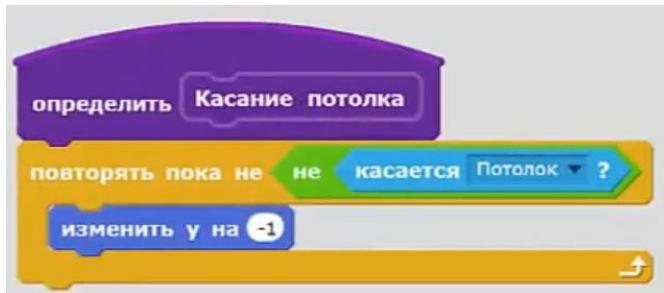 определить Касание потолка
повторять пока не не касается Потолок ?
изменить y на -1